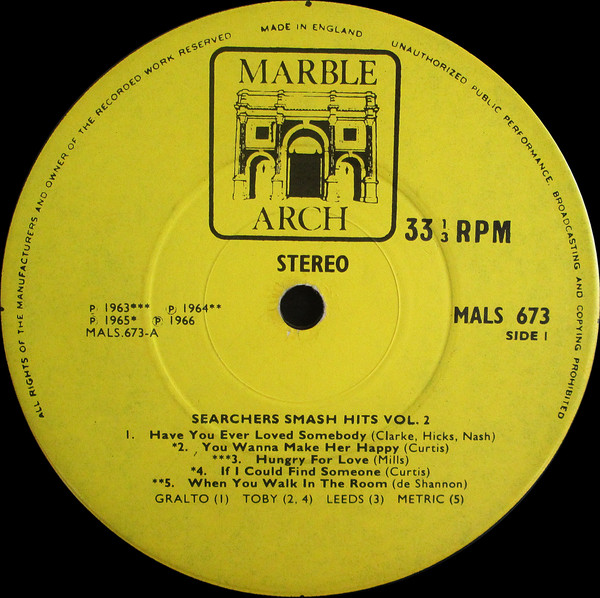 ALL RIGHTS OF THE MANUFACTURERS AND OWNER OF THE RECORDED WORK RESERVED
MADE IN ENGLAND
UNAUTHORIZED PUBLIC PERFORMANCE, BROADCASTING AND COPYING PROHIBITED
MARBLE
ARCH
33 1/3 RPM
STEREO
℗ 1963*** ℗ 1964**
℗ 1965* ℗ 1966
MALS.673-A
MALS 673
SIDE 1
SEARCHERS SMASH HITS VOL. 2
1. Have You Ever Loved Somebody (Clarke, Hicks, Nash)
*2. You Wanna Make Her Happy (Curtis)
***3. Hungry For Love (Mills)
*4. If I Could Find Someone (Curtis)
**5. When You Walk In The Room (de Shannon)
GRALTO (1) TOBY (2, 4) LEEDS (3) METRIC (5)